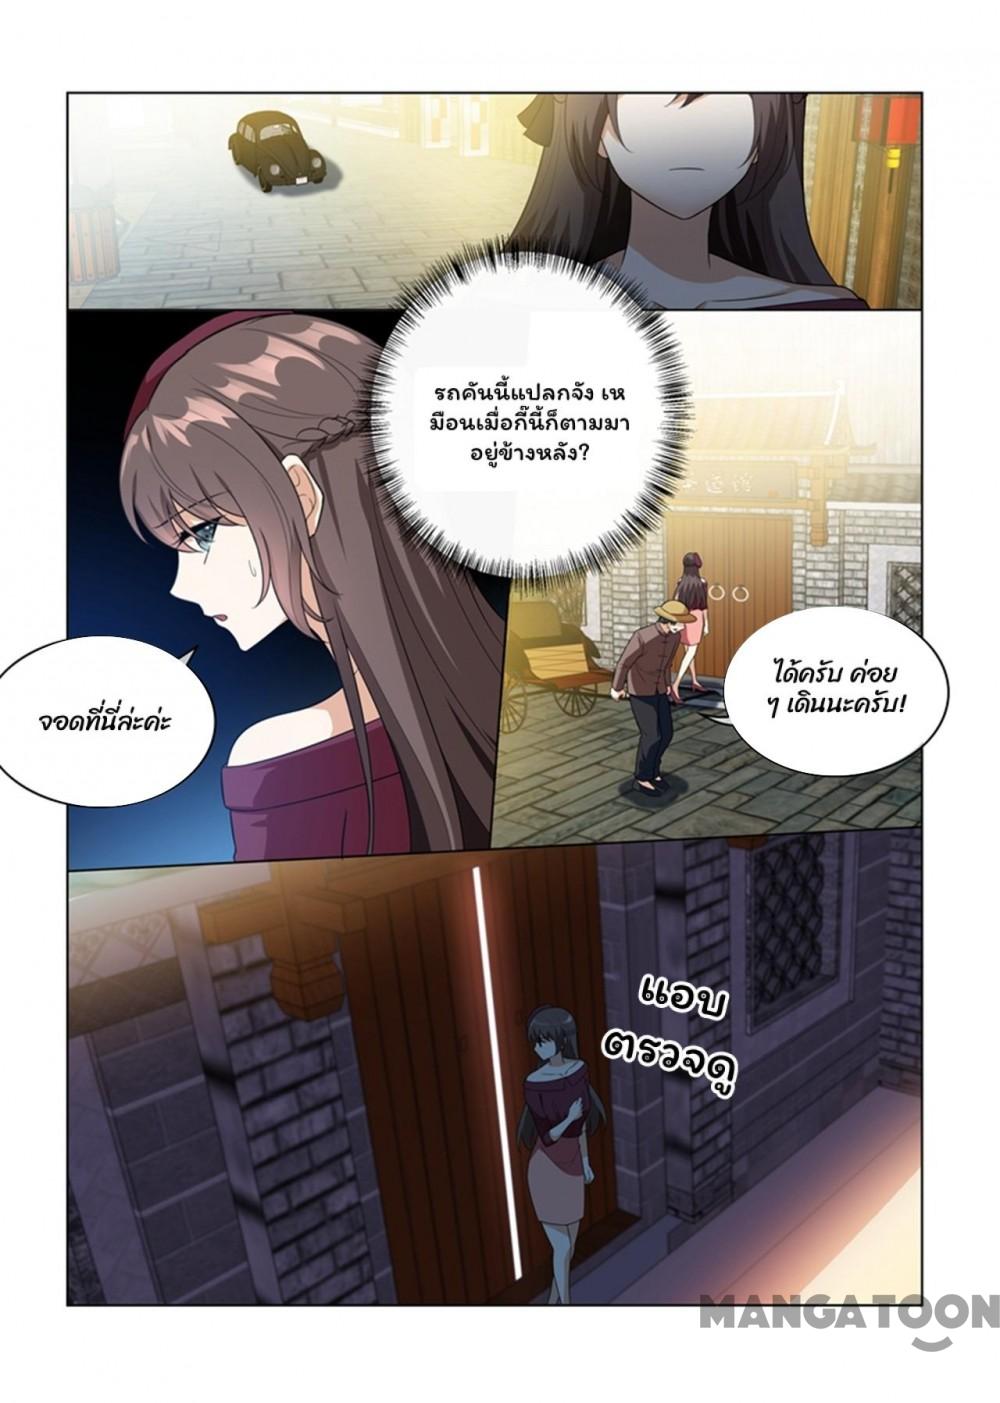 รถคันนี้แปลกจัง เห
มือนเมื่อกี๊นี้ก็ตามมา
อยู่ข้างหลัง?
จอดที่นี่ล่ะค่ะ
ได้ครับ ค่อย
ๆ เดินนะครับ!
แอบ
ตรวจดู
MANGATOON